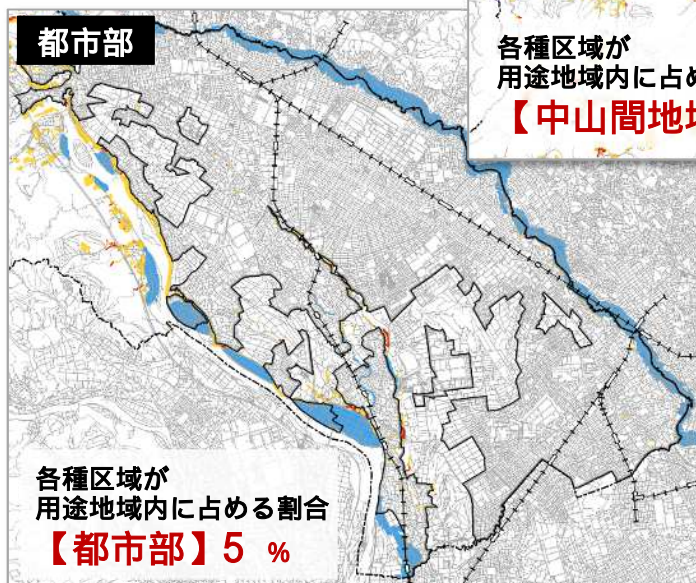 都市部
各種区域が
用途地域内に占め
【中山間地
各種区域が
用途地域内に占める割合
【都市部】5 %